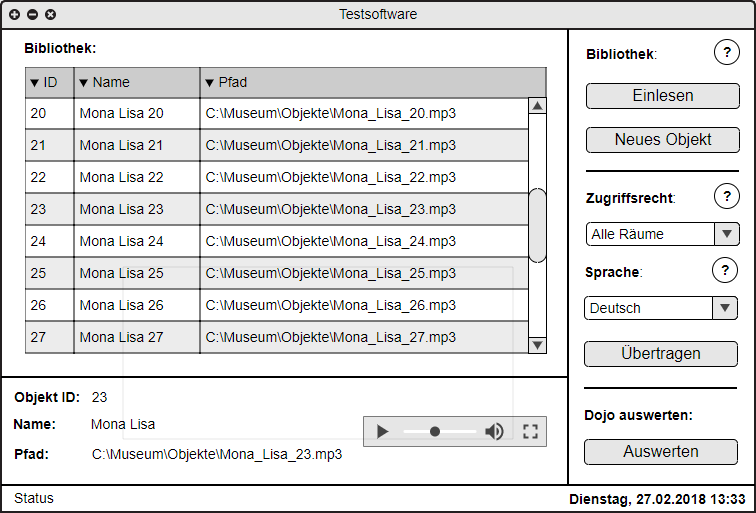 Testsoftware
Bibliothek:
▼ ID ▼ Name ▼ Pfad
20 Mona Lisa 20 C:\Museum\Objekte\Mona_Lisa_20.mp3
21 Mona Lisa 21 C:\Museum\Objekte\Mona_Lisa_21.mp3
22 Mona Lisa 22 C:\Museum\Objekte\Mona_Lisa_22.mp3
23 Mona Lisa 23 C:\Museum\Objekte\Mona_Lisa_23.mp3
24 Mona Lisa 24 C:\Museum\Objekte\Mona_Lisa_24.mp3
25 Mona Lisa 25 C:\Museum\Objekte\Mona_Lisa_25.mp3
26 Mona Lisa 26 C:\Museum\Objekte\Mona_Lisa_26.mp3
27 Mona Lisa 27 C:\Museum\Objekte\Mona_Lisa_27.mp3
Objekt ID: 23
Name: Mona Lisa
Pfad: C:\Museum\Objekte\Mona_Lisa_23.mp3
Bibliothek: ?
Einlesen
Neues Objekt
Zugriffsrecht: ?
Alle Räume
Sprache: ?
Deutsch
Übertragen
Dojo auswerten:
Auswerten
Status
Dienstag, 27.02.2018 13:33